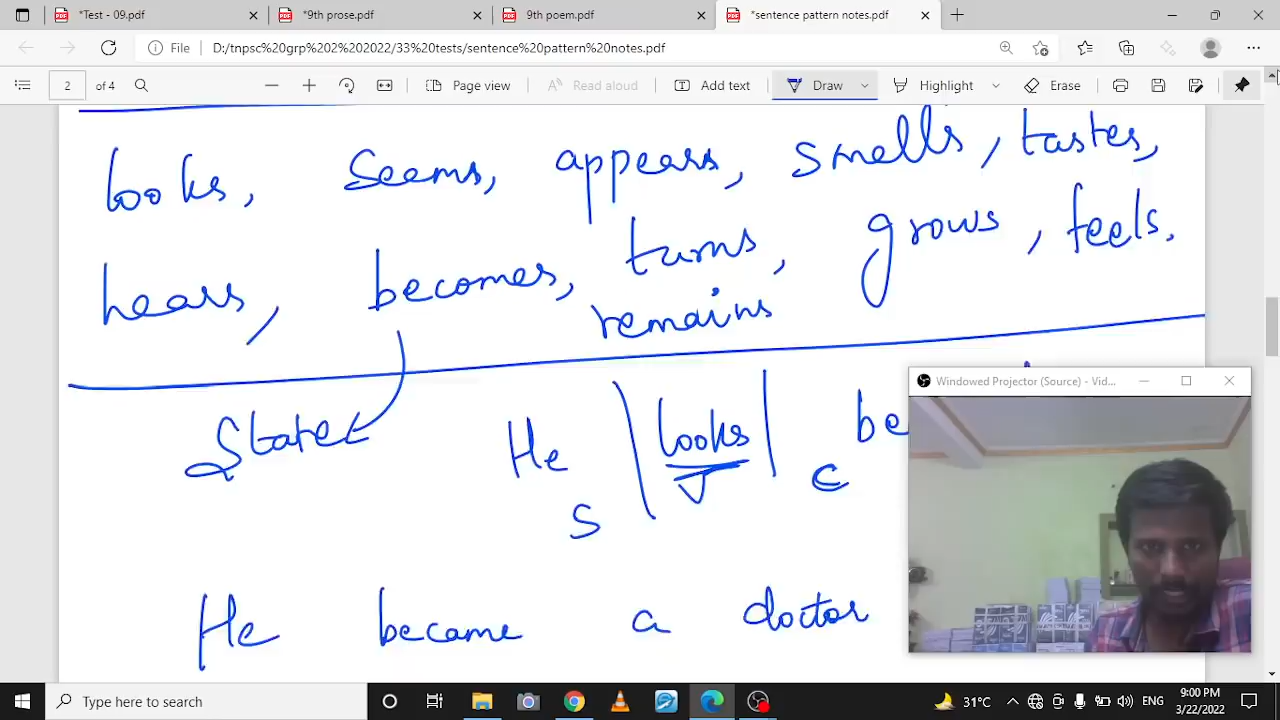 *Test - 09.pdf
*9th prose.pdf
9th poem.pdf
*sentence pattern notes.pdf
File
D:/tnpsc%20grp%202%202022/33%20tests/sentence%20pattern%20notes.pdf
2 of 4
Page view
Read aloud
Add text
Draw
Highlight
Erase
looks, seems, appears, smells, tastes,
hears, becomes, turns, grows, feels.
remains
State
He looks be
S V C
He became a doctor
Windowed Projector (Source) - Vid...
Type here to search
31°C
ENG
9:00 PM
3/22/2022